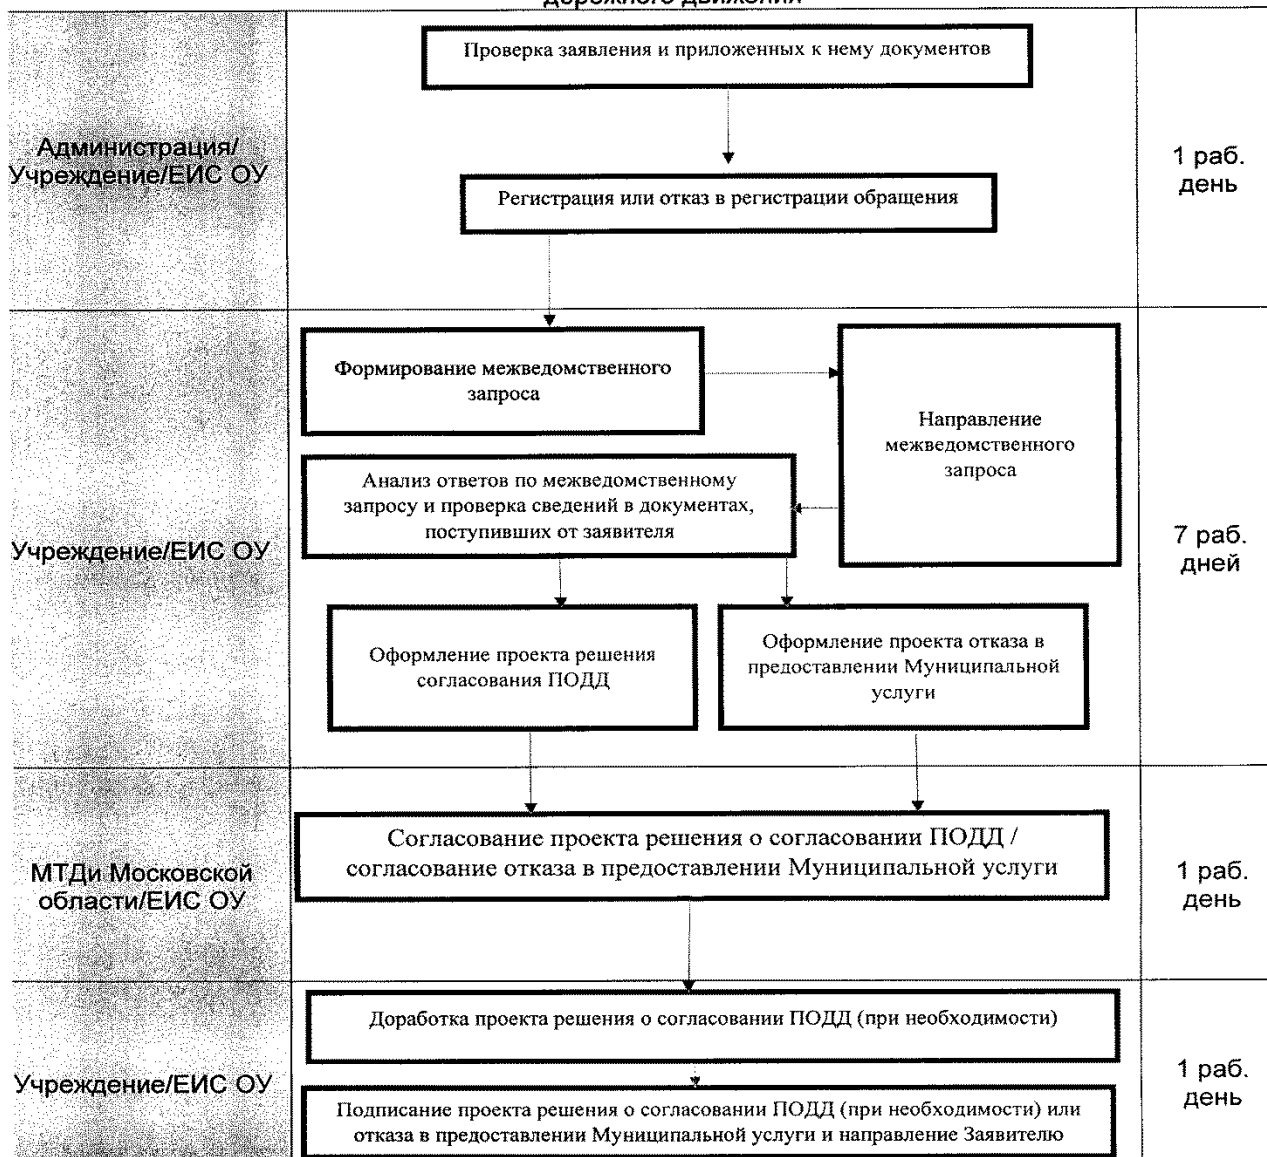 дорожного движения
Проверка заявления и приложенных к нему документов
Администрация/
Учреждение/ЕИС ОУ
1 раб.
день
Регистрация или отказ в регистрации обращения
Формирование межведомственного
запроса
Направление
межведомственного
запроса
Анализ ответов по межведомственному
запросу и проверка сведений в документах,
поступивших от заявителя
Учреждение/ЕИС ОУ
7 раб.
дней
Оформление проекта решения
согласования ПОДД
Оформление проекта отказа в
предоставлении Муниципальной
услуги
МТДи Московской
области/ЕИС ОУ
Согласование проекта решения о согласовании ПОДД /
согласование отказа в предоставлении Муниципальной услуги
1 раб.
день
Доработка проекта решения о согласовании ПОДД (при необходимости)
Учреждение/ЕИС ОУ
1 раб.
день
Подписание проекта решения о согласовании ПОДД (при необходимости) или
отказа в предоставлении Муниципальной услуги и направление Заявителю